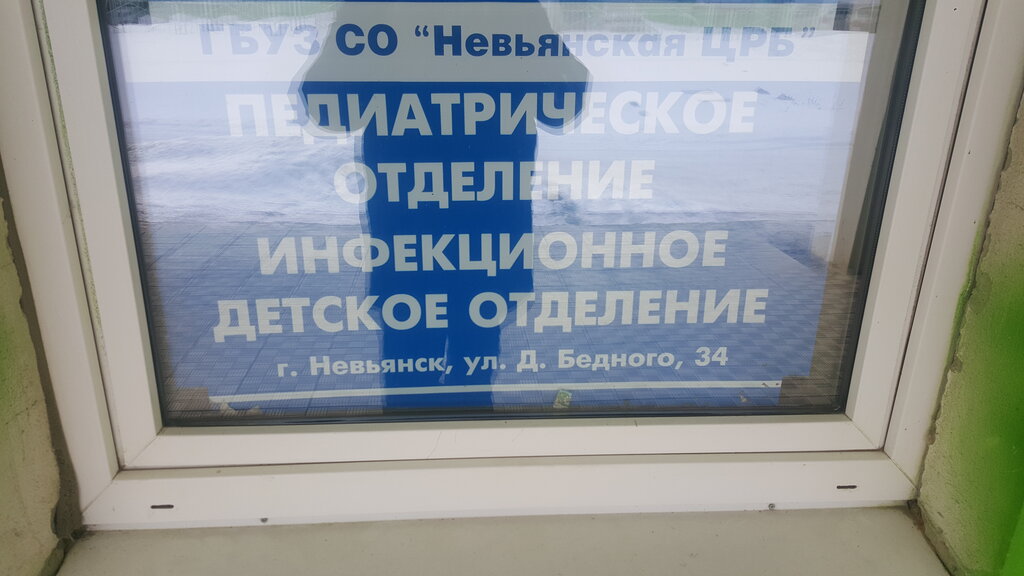 ГБУЗ СО "Невьянская ЦРБ"
ПЕДИАТРИЧЕСКОЕ
ОТДЕЛЕНИЕ
ИНФЕКЦИОННОЕ
ДЕТСКОЕ ОТДЕЛЕНИЕ
г. Невьянск, ул. Д. Бедного, 34